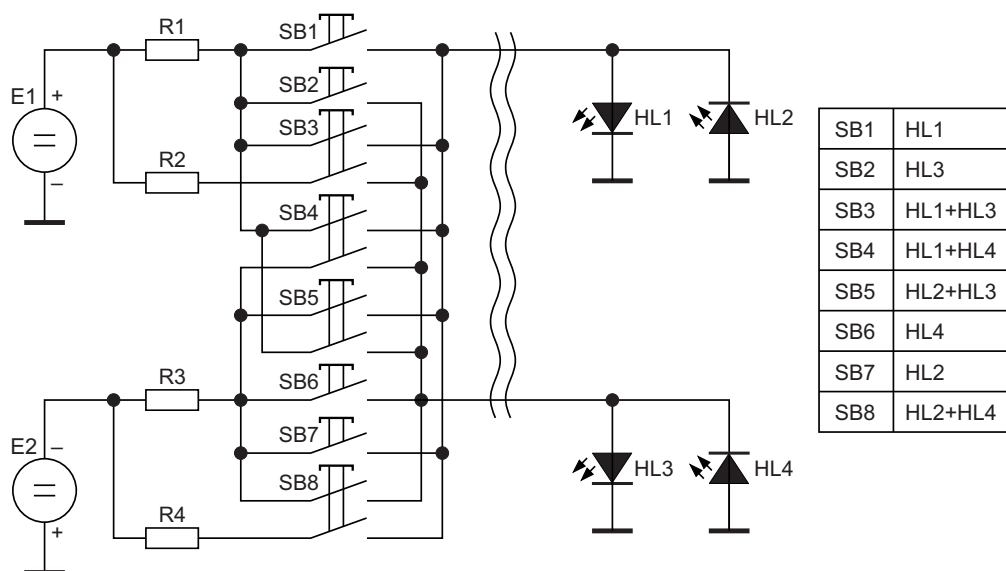 R1
SB1
SB2
E1
+
SB3
HL1
HL2
R2
–
SB4
SB5
R3
SB6
E2
–
SB7
SB8
HL3
HL4
+
R4
SB1 HL1
SB2 HL3
SB3 HL1+HL3
SB4 HL1+HL4
SB5 HL2+HL3
SB6 HL4
SB7 HL2
SB8 HL2+HL4